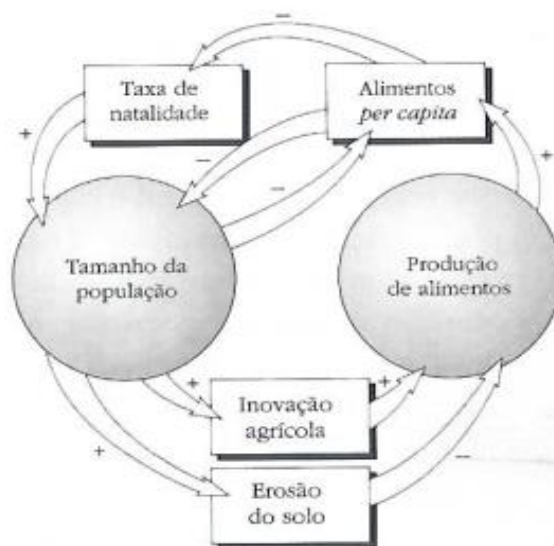 −
Taxa de
natalidade
Alimentos
per capita
+
−
−
+
Tamanho da
população
Produção
de alimentos
+
+
Inovação
agrícola
+
−
Erosão
do solo